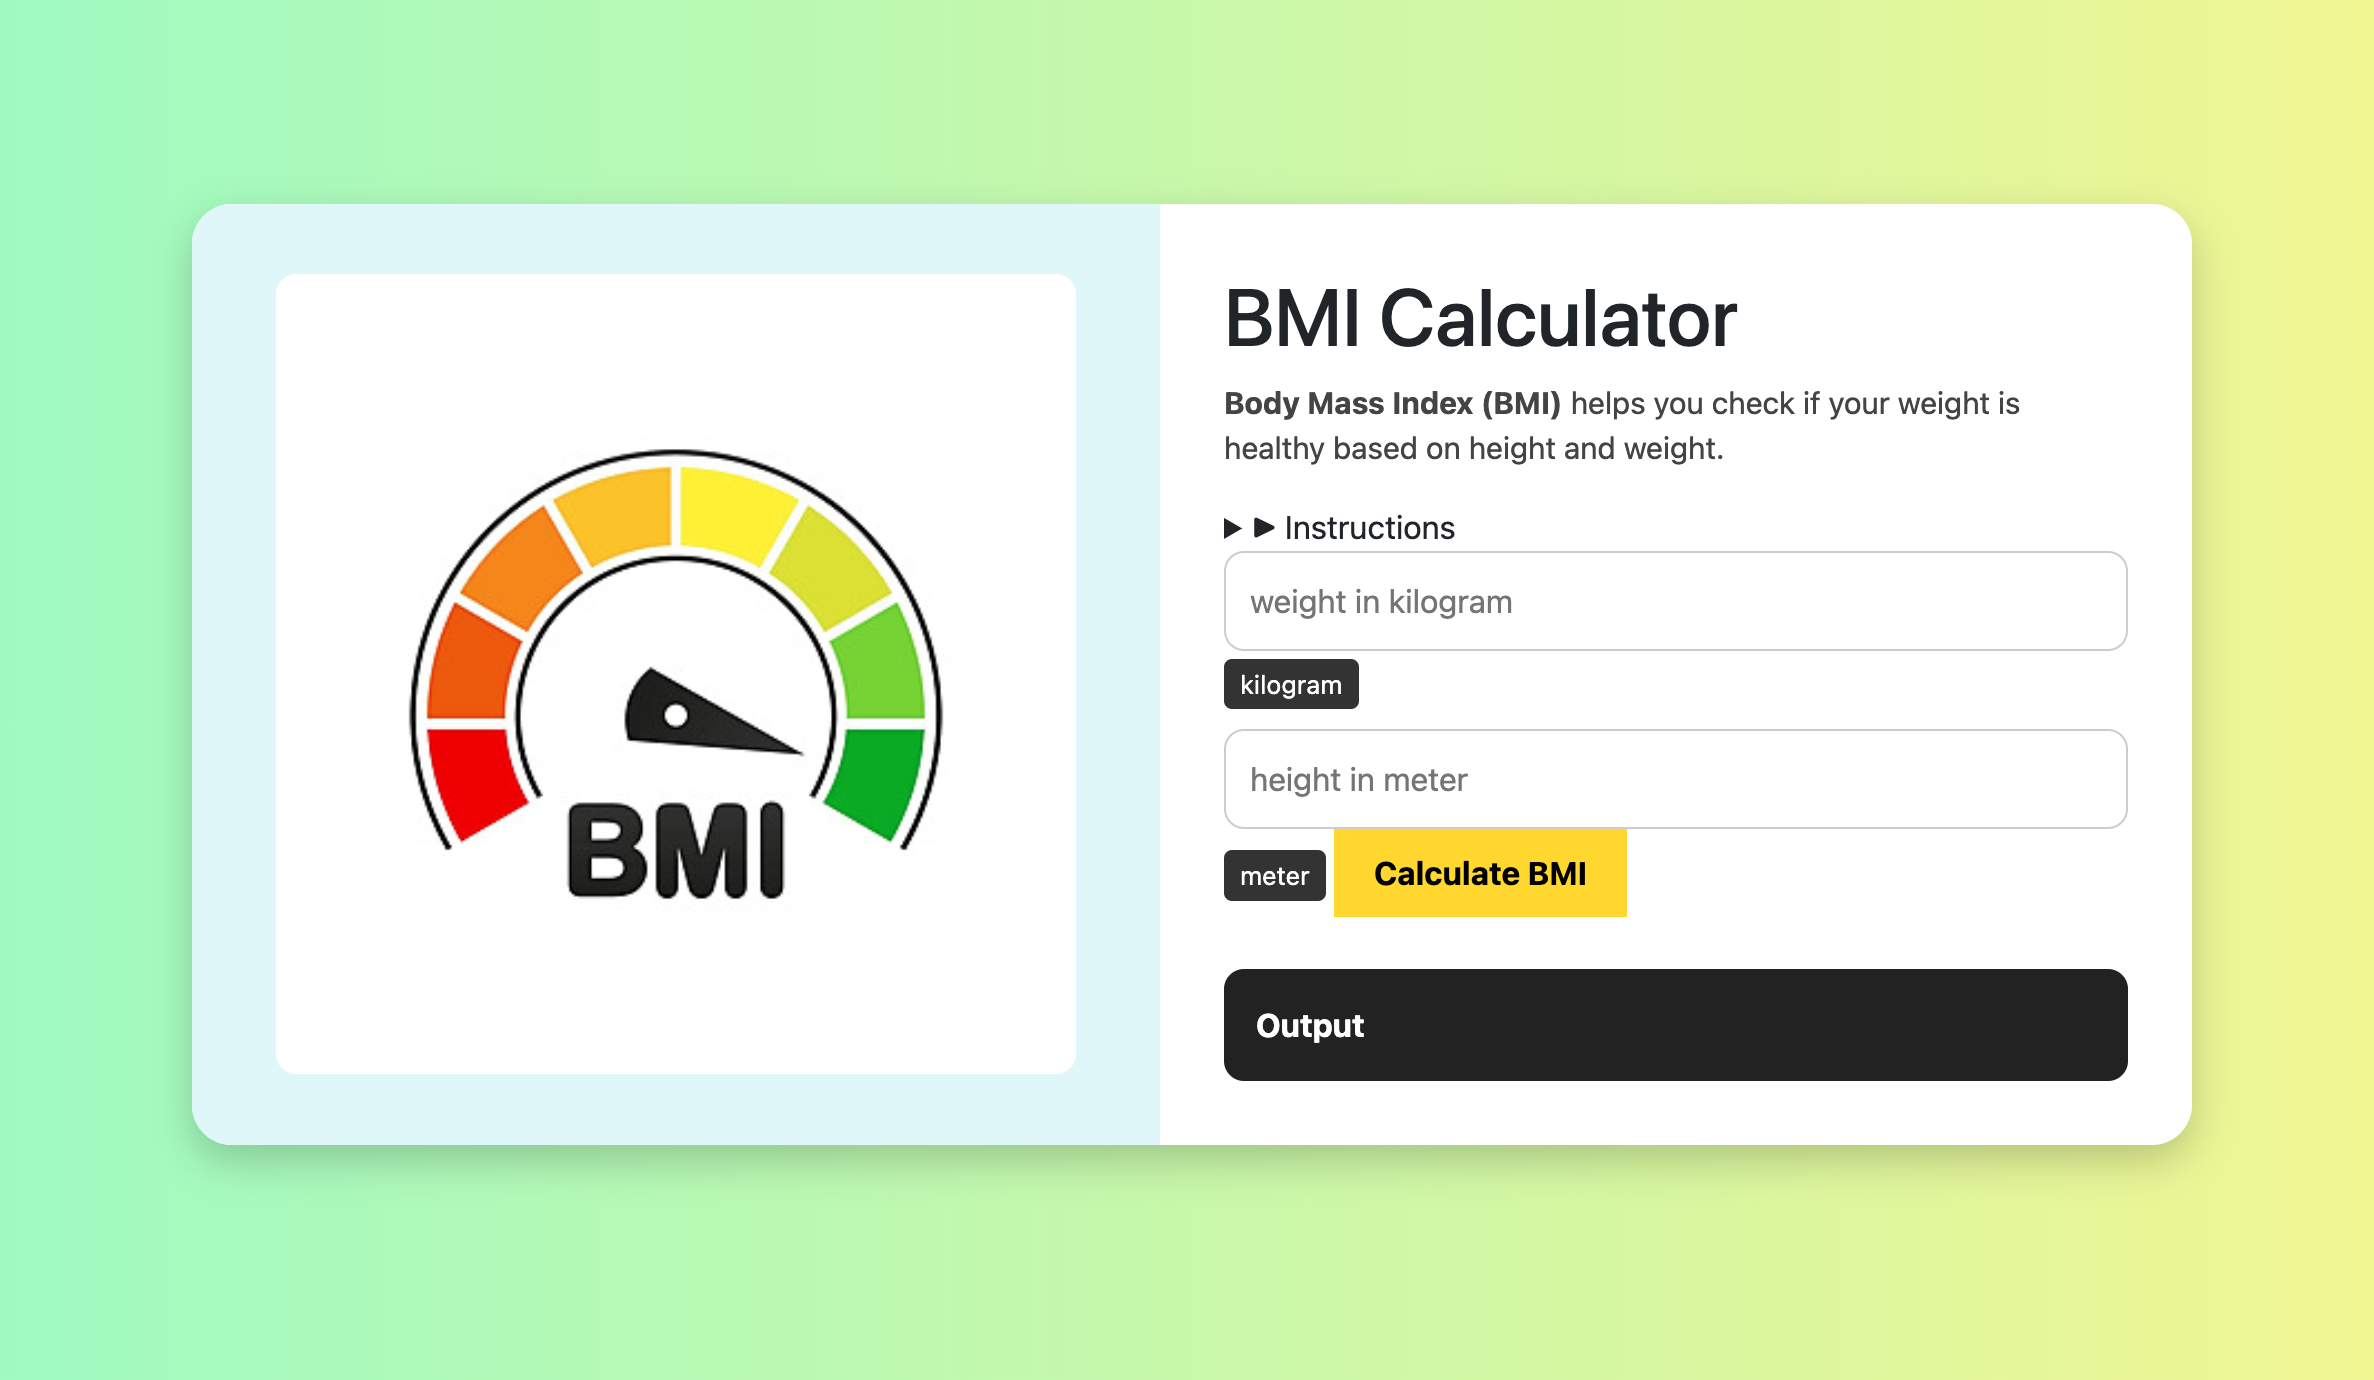 BMI
BMI Calculator
Body Mass Index (BMI) helps you check if your weight is
healthy based on height and weight.
Instructions
weight in kilogram
kilogram
height in meter
meter
Calculate BMI
Output